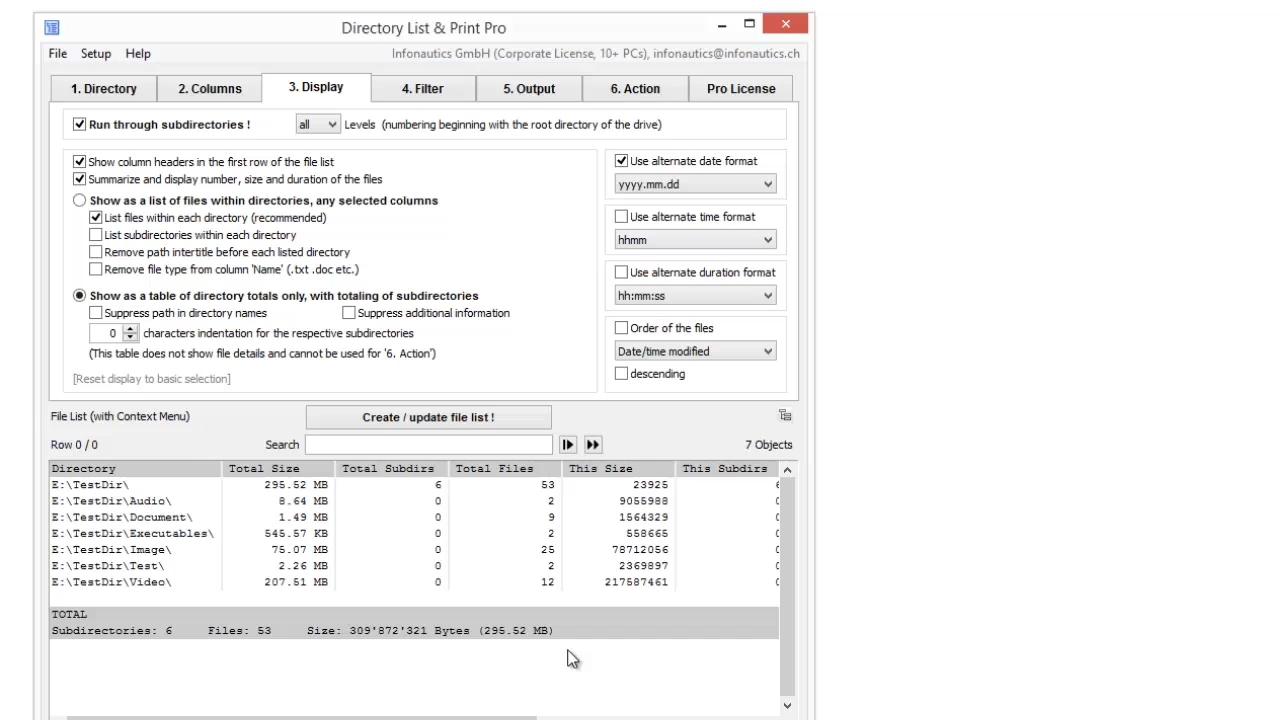 Directory List & Print Pro
File Setup Help Infonautics GmbH (Corporate License, 10+ PCs), infonautics@infonautics.ch
1. Directory 2. Columns 3. Display 4. Filter 5. Output 6. Action Pro License
Run through subdirectories ! all Levels (numbering beginning with the root directory of the drive)
Show column headers in the first row of the file list
Summarize and display number, size and duration of the files
Show as a list of files within directories, any selected columns
List files within each directory (recommended)
List subdirectories within each directory
Remove path intertitle before each listed directory
Remove file type from column 'Name' (.txt .doc etc.)
Show as a table of directory totals only, with totaling of subdirectories
Suppress path in directory names Suppress additional information
0 characters indentation for the respective subdirectories
(This table does not show file details and cannot be used for '6. Action')
[Reset display to basic selection]
Use alternate date format
yyyy.mm.dd
Use alternate time format
hhmm
Use alternate duration format
hh:mm:ss
Order of the files
Date/time modified
descending
File List (with Context Menu) Create / update file list !
Row 0 / 0 Search 7 Objects
Directory Total Size Total Subdirs Total Files This Size This Subdirs
E:\TestDir\ 295.52 MB 6 53 23925 6
E:\TestDir\Audio\ 8.64 MB 0 2 9055988 0
E:\TestDir\Document\ 1.49 MB 0 9 1564329 0
E:\TestDir\Executables\ 545.57 KB 0 2 558665 0
E:\TestDir\Image\ 75.07 MB 0 25 78712056 0
E:\TestDir\Test\ 2.26 MB 0 2 2369897 0
E:\TestDir\Video\ 207.51 MB 0 12 217587461 0
TOTAL
Subdirectories: 6 Files: 53 Size: 309'872'321 Bytes (295.52 MB)